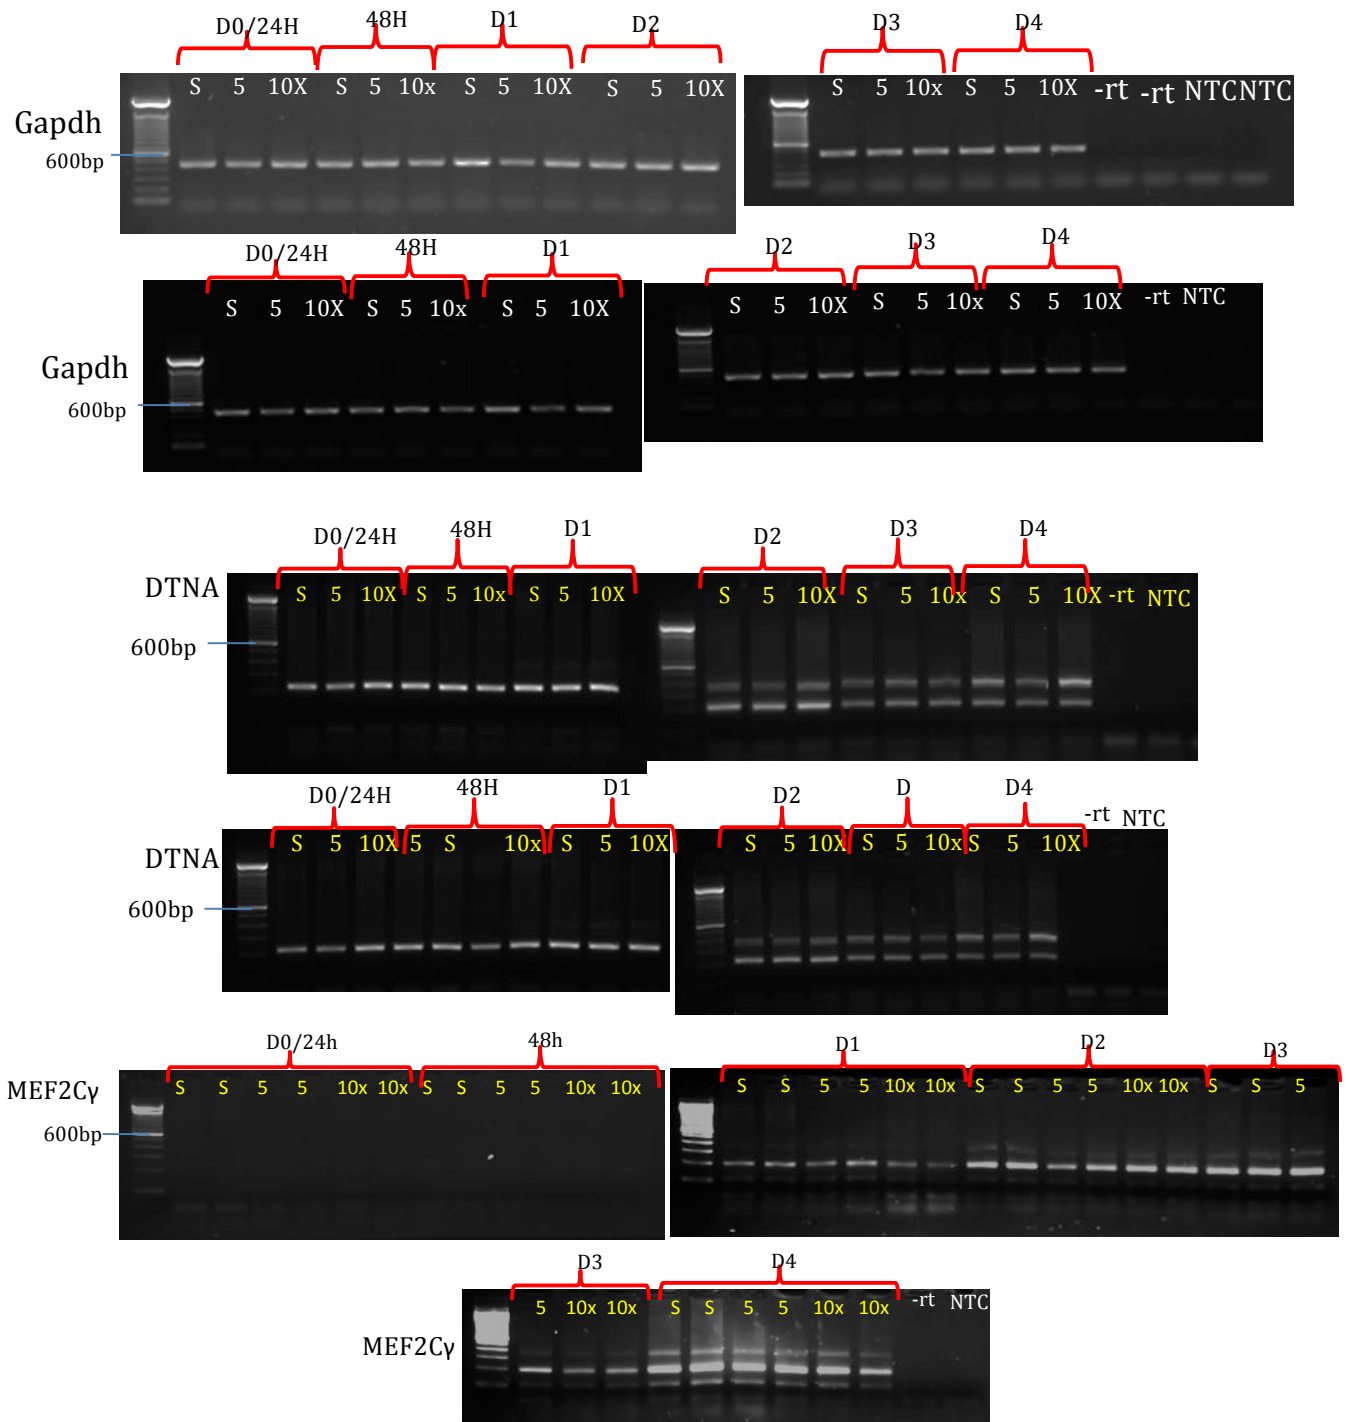 D0/24H 48H D1 D2 D3 D4
S 5 10X S 5 10x S 5 10X S 5 10X S 5 10x S 5 10X -rt -rt NTC NTC
Gapdh
600bp
D0/24H 48H D1 D2 D3 D4
S 5 10X S 5 10x S 5 10X S 5 10X S 5 10x S 5 10X -rt NTC
Gapdh
600bp
D0/24H 48H D1 D2 D3 D4
DTNA S 5 10X S 5 10x S 5 10X S 5 10X S 5 10x S 5 10X -rt NTC
600bp
D0/24H 48H D1 D2 D D4
-rt NTC
S 5 10X 5 S 10x S 5 10X S 5 10X S 5 10x S 5 10X
DTNA
600bp
D0/24h 48h D1 D2 D3
MEF2Cγ S S 5 5 10x 10x S S 5 5 10x 10x S S 5 5 10x 10x S S 5 5 10x 10x S S 5
600bp
D3 D4
5 10x 10x S S 5 5 10x 10x -rt NTC
MEF2Cγ